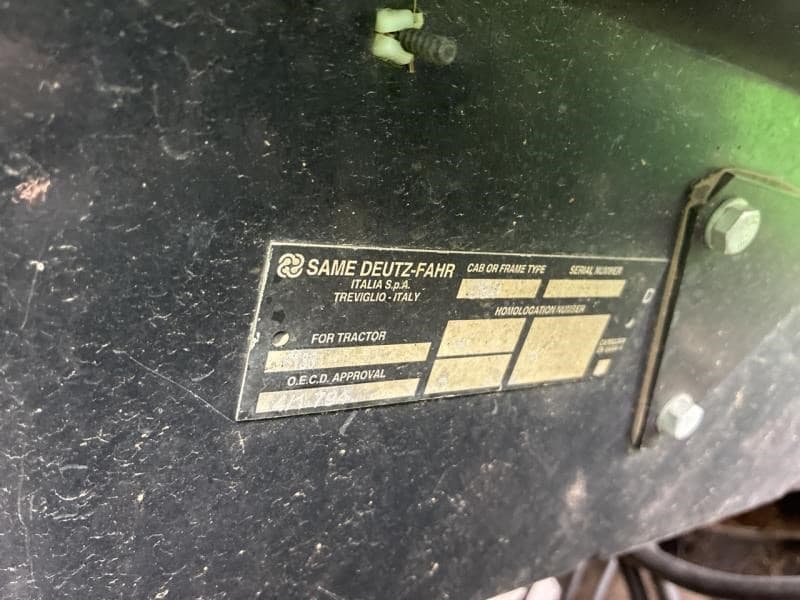 SAME DEUTZ-FAHR
ITALIA S.p.A.
TREVIGLIO - ITALY
CAB OR FRAME TYPE
SERIAL NUMBER
HOMOLOGATION NUMBER
FOR TRACTOR
O.E.C.D. APPROVAL